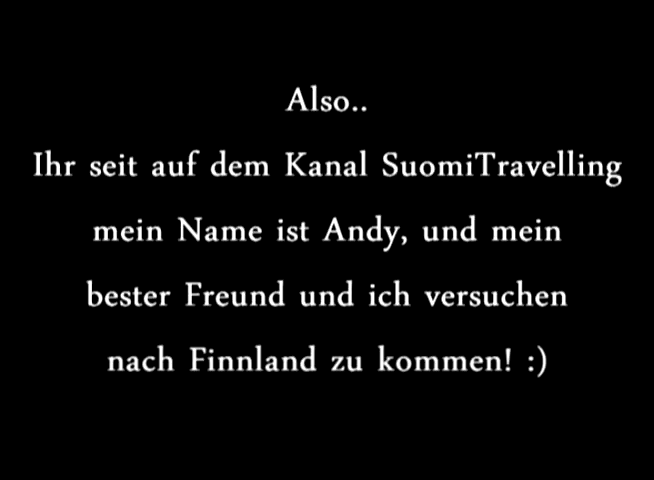 Also..
Ihr seit auf dem Kanal SuomiTravelling
mein Name ist Andy, und mein
bester Freund und ich versuchen
nach Finnland zu kommen! :)